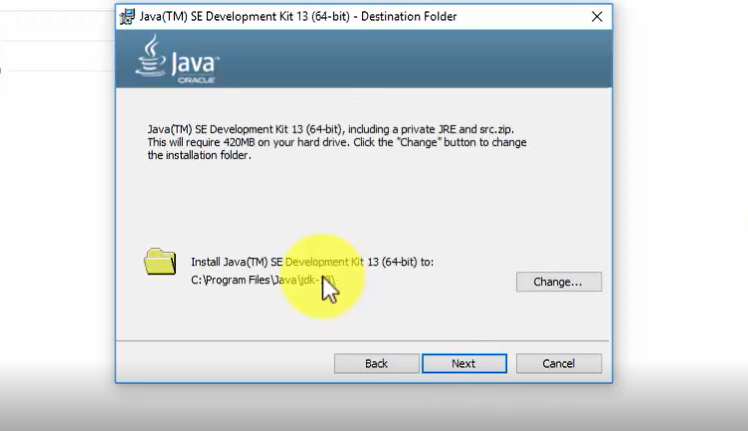 Java(TM) SE Development Kit 13 (64-bit) - Destination Folder
Java™
ORACLE
Java(TM) SE Development Kit 13 (64-bit), including a private JRE and src.zip.
This will require 420MB on your hard drive. Click the "Change" button to change
the installation folder.
Install Java(TM) SE Development Kit 13 (64-bit) to:
C:\Program Files\Java\jdk-
Change...
Back
Next
Cancel